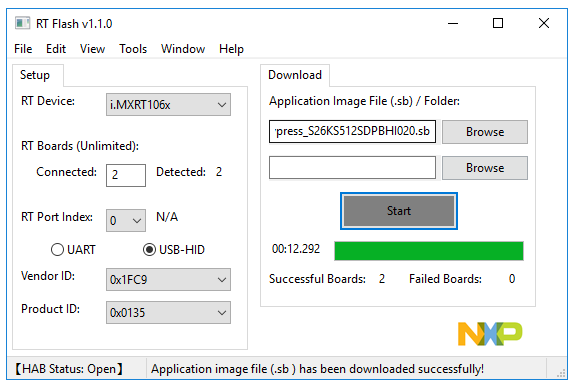 RT Flash v1.1.0
File Edit View Tools Window Help
Setup
RT Device: i.MXRT106x
RT Boards (Unlimited):
Connected: 2 Detected: 2
RT Port Index: 0 N/A
UART USB-HID
Vendor ID: 0x1FC9
Product ID: 0x0135
Download
Application Image File (.sb) / Folder:
press_S26KS512SDPBHI020.sb Browse
Browse
Start
00:12.292
Successful Boards: 2 Failed Boards: 0
NXP
【HAB Status: Open】 Application image file (.sb ) has been downloaded successfully!